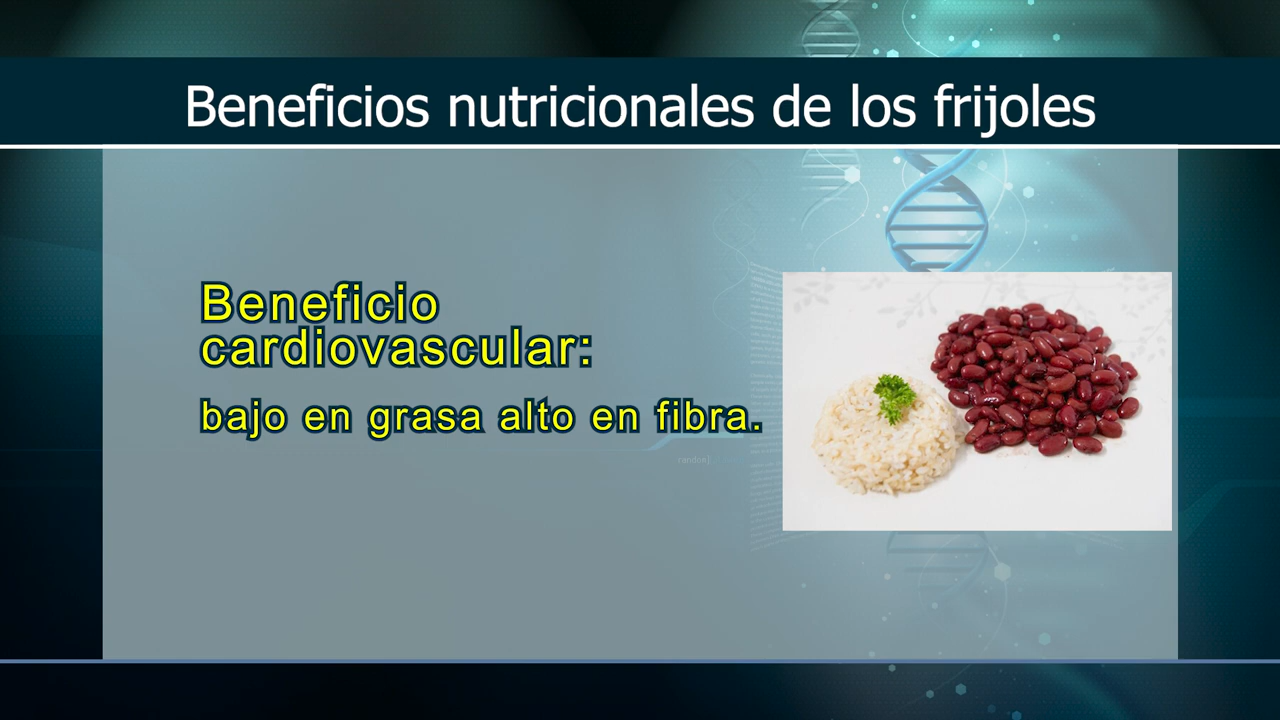 Beneficios nutricionales de los frijoles
Beneficio
cardiovascular:
bajo en grasa alto en fibra.